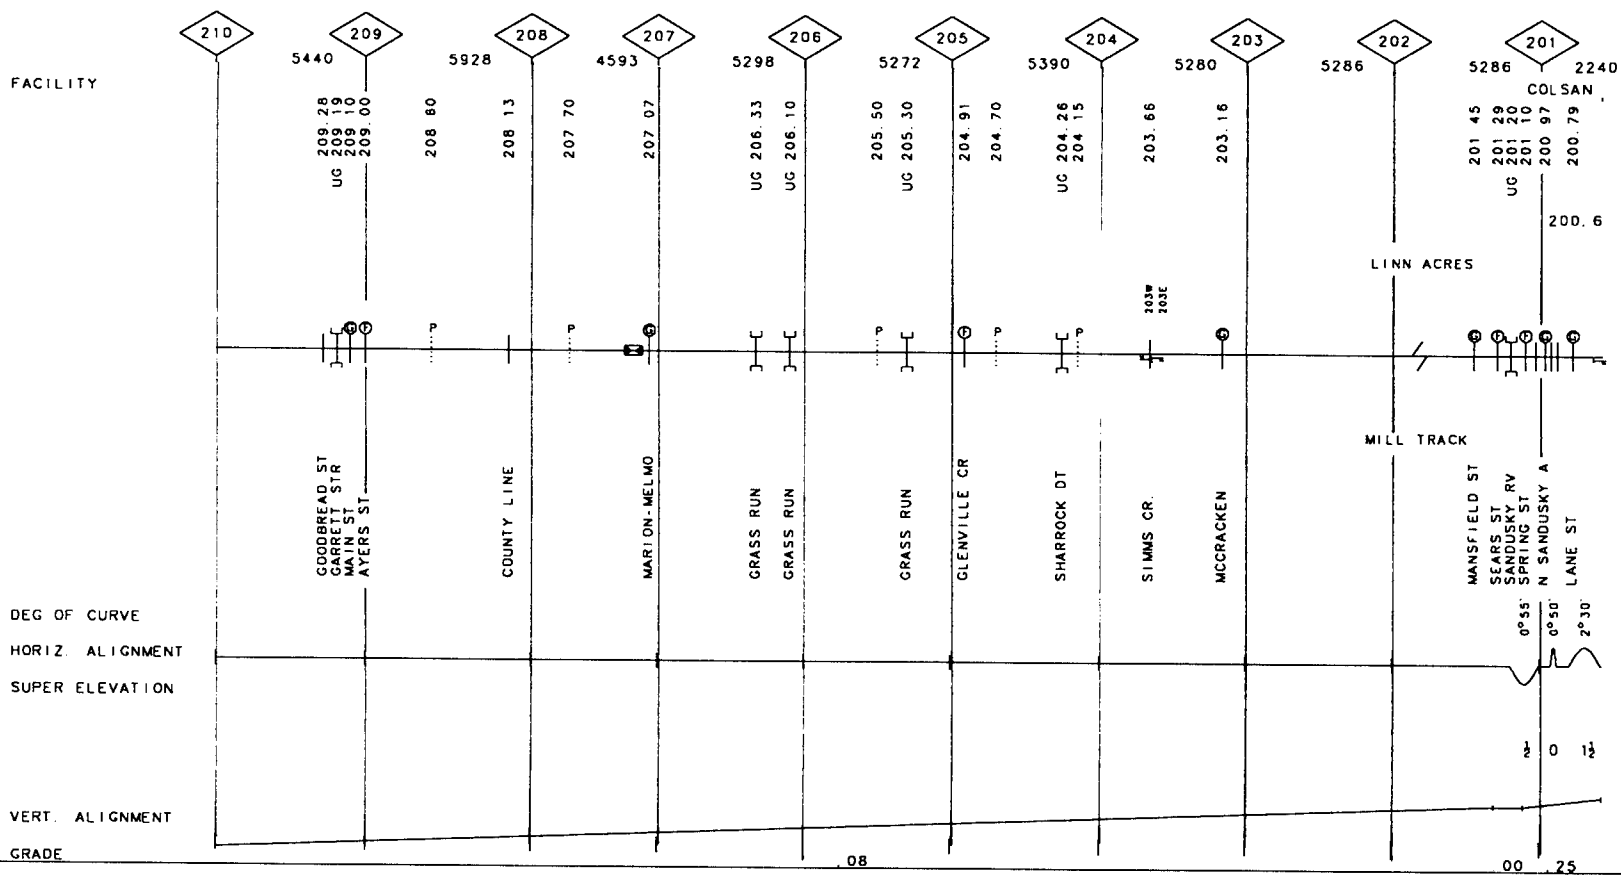 210 209 208 207 206 205 204 203 202 201
5440 5928 4593 5298 5272 5390 5280 5286 5286 2240
FACILITY
COLSAN
209.28
UG 209 19
209 10
209.00
208 80
208 13
207 70
207 07
UG 206.33
UG 206.10
205.50
UG 205.30
204.91
204.70
UG 204.26
204 15
203.66
203.16
201 45
201 29
UG 201 20
201 10
200 97
200.79
200.6
LINN ACRES
203W
203E
G F P P G P F P P G G F F G G
MILL TRACK
GOODBREAD ST
GARRETT STR
MAIN ST
AYERS ST
COUNTY LINE
MARION-MELMO
GRASS RUN
GRASS RUN
GRASS RUN
GLENVILLE CR
SHARROCK DT
SIMMS CR.
MCCRACKEN
MANSFIELD ST
SEARS ST
SANDUSKY RV
SPRING ST
N SANDUSKY A
LANE ST
DEG OF CURVE
0°55'
0°50'
2°30'
HORIZ. ALIGNMENT
SUPER ELEVATION
½ 0 1½
VERT. ALIGNMENT
GRADE
.08 00 .25